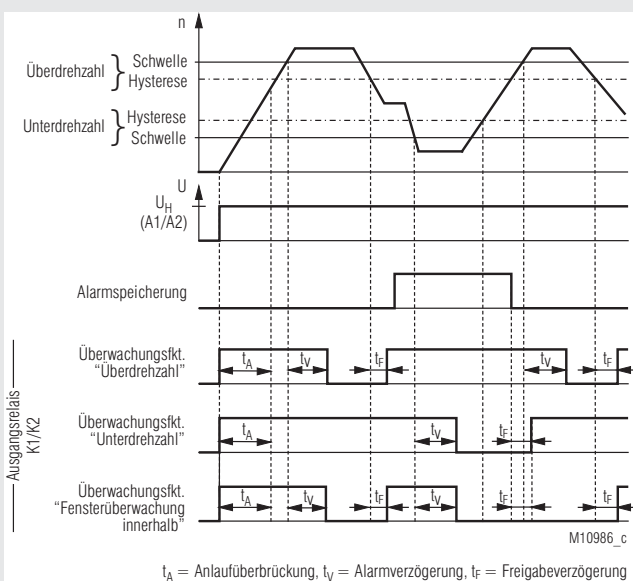 n
Überdrehzahl } Schwelle
Hysterese
Unterdrehzahl } Hysterese
Schwelle
U
U_H
(A1/A2)
Alarmspeicherung
Ausgangsrelais
K1/K2
Überwachungsfkt.
"Überdrehzahl"
t_A t_V t_F t_V t_F
Überwachungsfkt.
"Unterdrehzahl"
t_A t_V t_F
Überwachungsfkt.
"Fensterüberwachung
innerhalb"
t_A t_V t_F t_V t_F t_F
M10986_c
t_A = Anlaufüberbrückung, t_V = Alarmverzögerung, t_F = Freigabeverzögerung